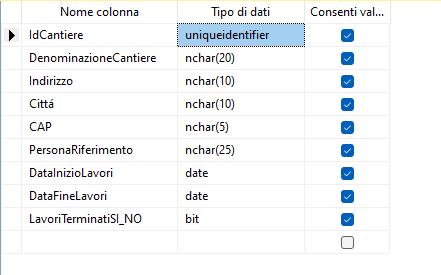 Nome colonna Tipo di dati Consenti val...
IdCantiere uniqueidentifier
DenominazioneCantiere nchar(20)
Indirizzo nchar(10)
Cittá nchar(10)
CAP nchar(5)
PersonaRiferimento nchar(25)
DataInizioLavori date
DataFineLavori date
LavoriTerminatiSI_NO bit